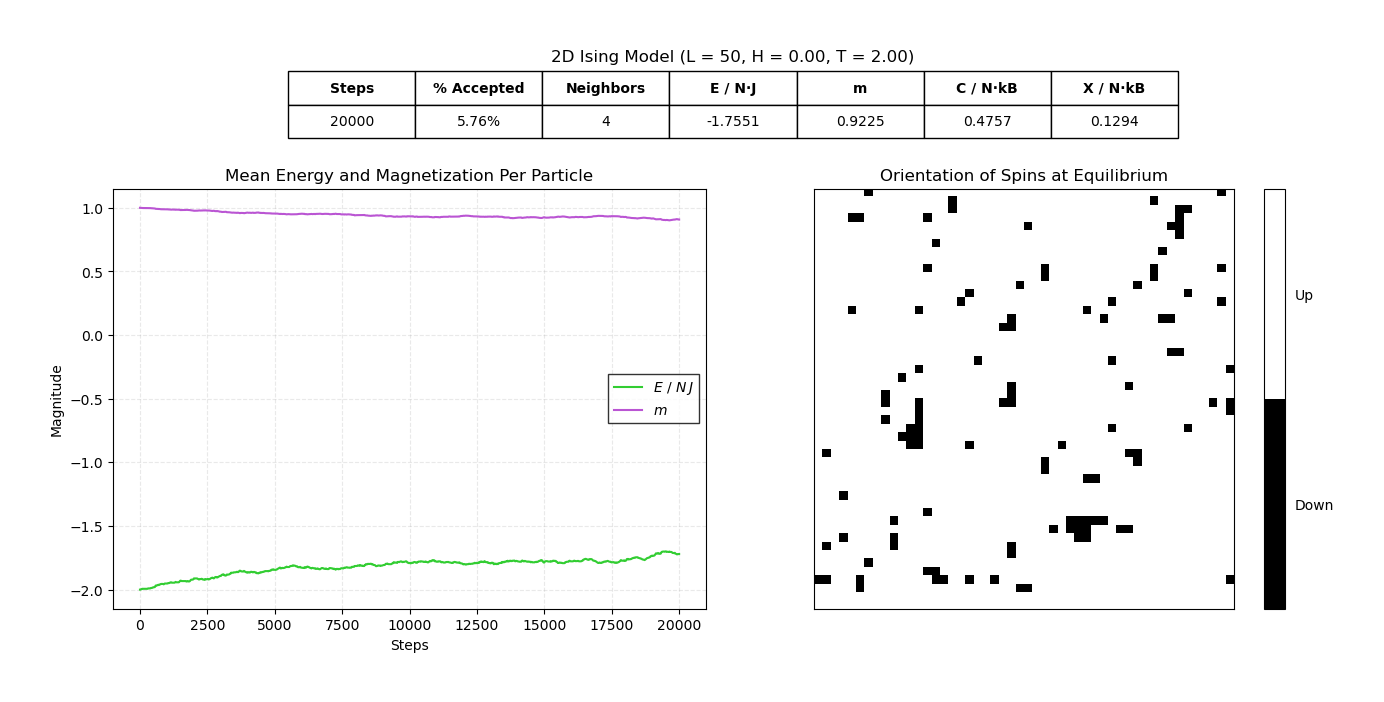 2D Ising Model (L = 50, H = 0.00, T = 2.00)
Steps % Accepted Neighbors E / N·J m C / N·kB X / N·kB
20000 5.76% 4 -1.7551 0.9225 0.4757 0.1294
Mean Energy and Magnetization Per Particle
1.0
0.5
0.0
−0.5
−1.0
−1.5
−2.0
Magnitude
E / N J
m
0 2500 5000 7500 10000 12500 15000 17500 20000
Steps
Orientation of Spins at Equilibrium
Up
Down